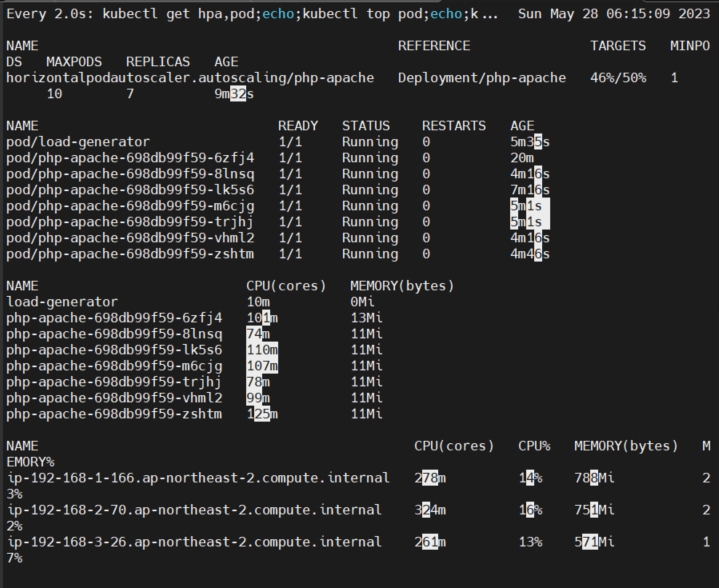 Every 2.0s: kubectl get hpa,pod;echo;kubectl top pod;echo;k...  Sun May 28 06:15:09 2023
NAME                                             REFERENCE               TARGETS   MINPO
DS   MAXPODS   REPLICAS   AGE
horizontalpodautoscaler.autoscaling/php-apache   Deployment/php-apache   46%/50%   1
     10        7          9m32s
NAME                              READY   STATUS    RESTARTS   AGE
pod/load-generator                1/1     Running   0          5m35s
pod/php-apache-698db99f59-6zfj4   1/1     Running   0          20m
pod/php-apache-698db99f59-8lnsq   1/1     Running   0          4m16s
pod/php-apache-698db99f59-lk5s6   1/1     Running   0          7m16s
pod/php-apache-698db99f59-m6cjg   1/1     Running   0          5m1s
pod/php-apache-698db99f59-trjhj   1/1     Running   0          5m1s
pod/php-apache-698db99f59-vhml2   1/1     Running   0          4m16s
pod/php-apache-698db99f59-zshtm   1/1     Running   0          4m46s
NAME                          CPU(cores)   MEMORY(bytes)
load-generator                10m          0Mi
php-apache-698db99f59-6zfj4   101m         13Mi
php-apache-698db99f59-8lnsq   74m          11Mi
php-apache-698db99f59-lk5s6   110m         11Mi
php-apache-698db99f59-m6cjg   107m         11Mi
php-apache-698db99f59-trjhj   78m          11Mi
php-apache-698db99f59-vhml2   99m          11Mi
php-apache-698db99f59-zshtm   125m         11Mi
NAME                                               CPU(cores)   CPU%   MEMORY(bytes)   M
EMORY%
ip-192-168-1-166.ap-northeast-2.compute.internal   278m         14%    788Mi           2
3%
ip-192-168-2-70.ap-northeast-2.compute.internal    324m         16%    751Mi           2
2%
ip-192-168-3-26.ap-northeast-2.compute.internal    261m         13%    571Mi           1
7%